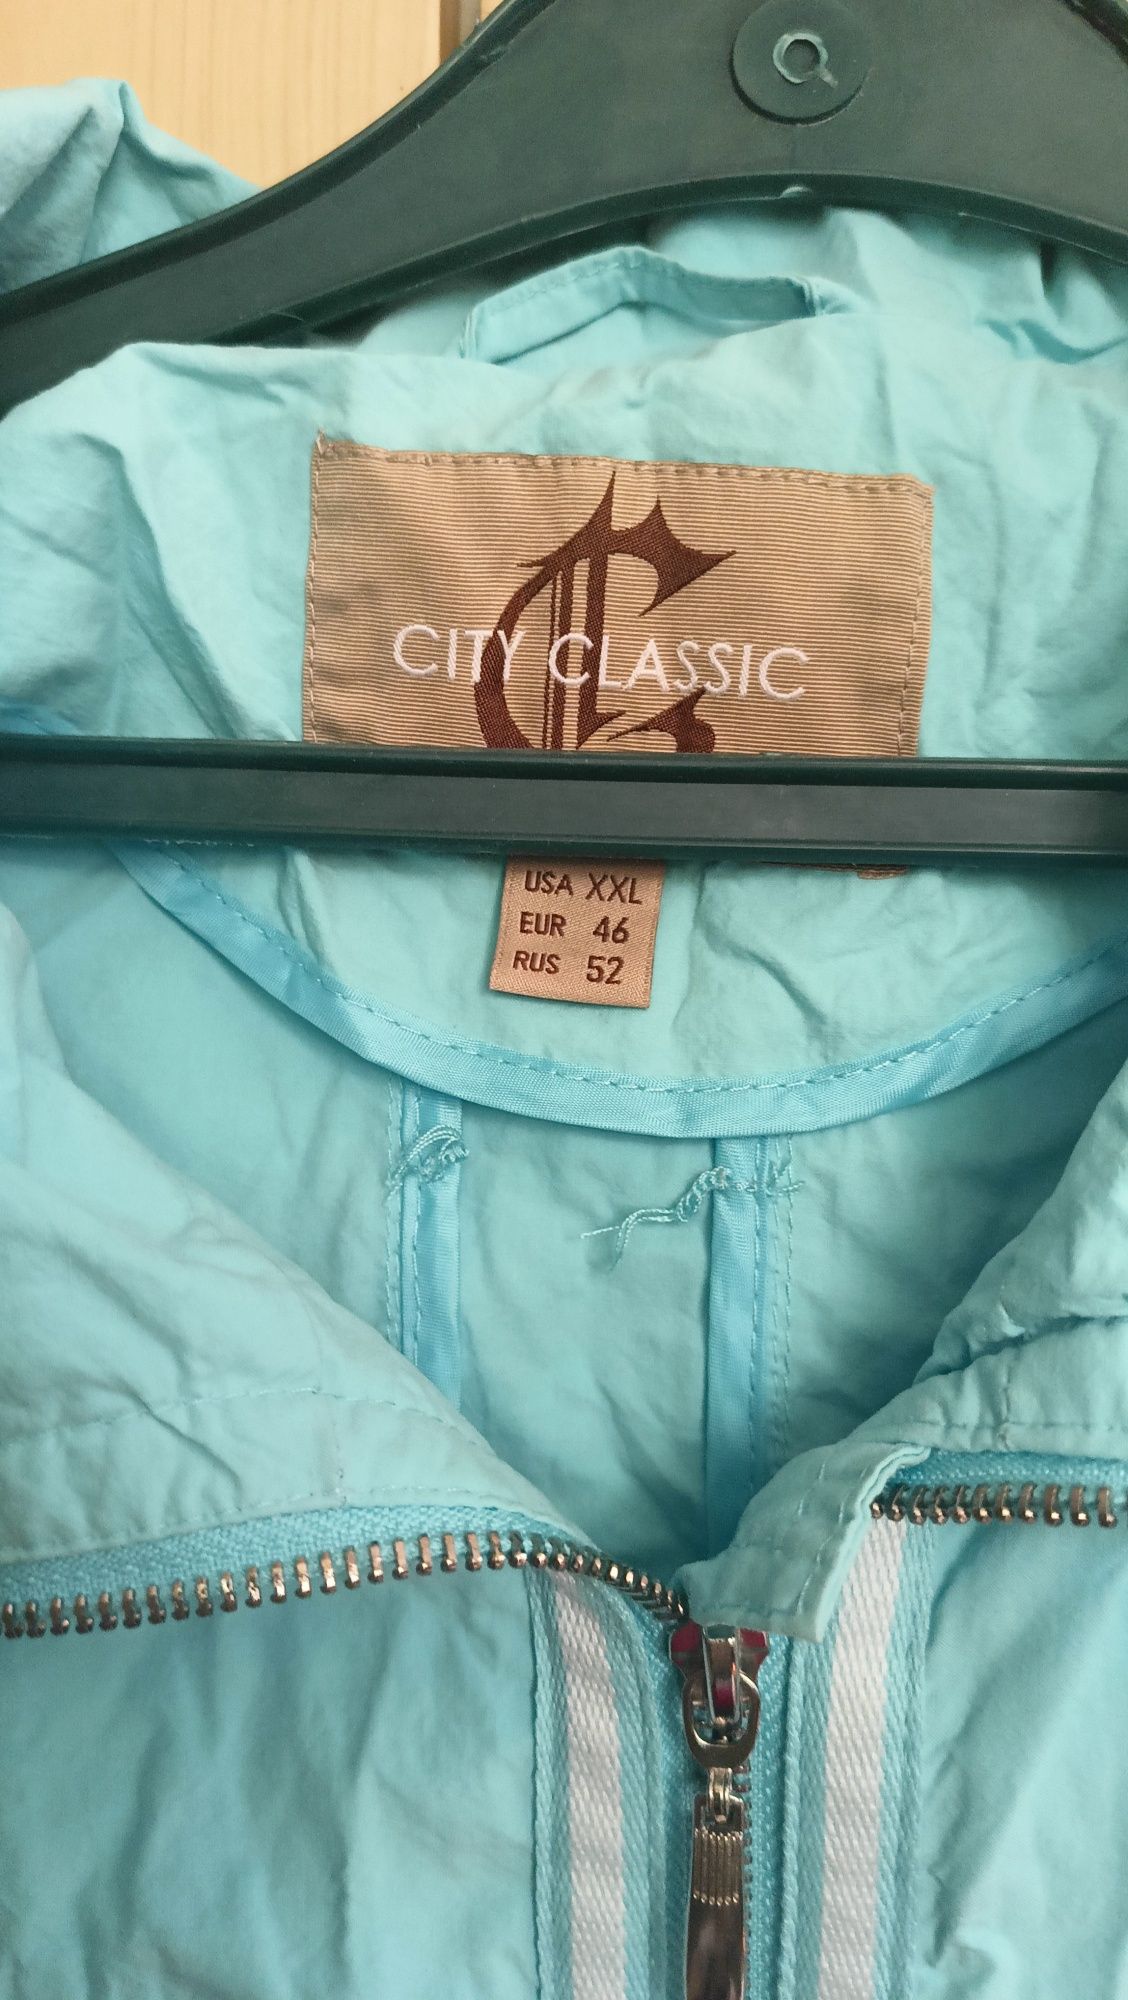 CITY CLASSIC
USA XXL
EUR 46
RUS 52